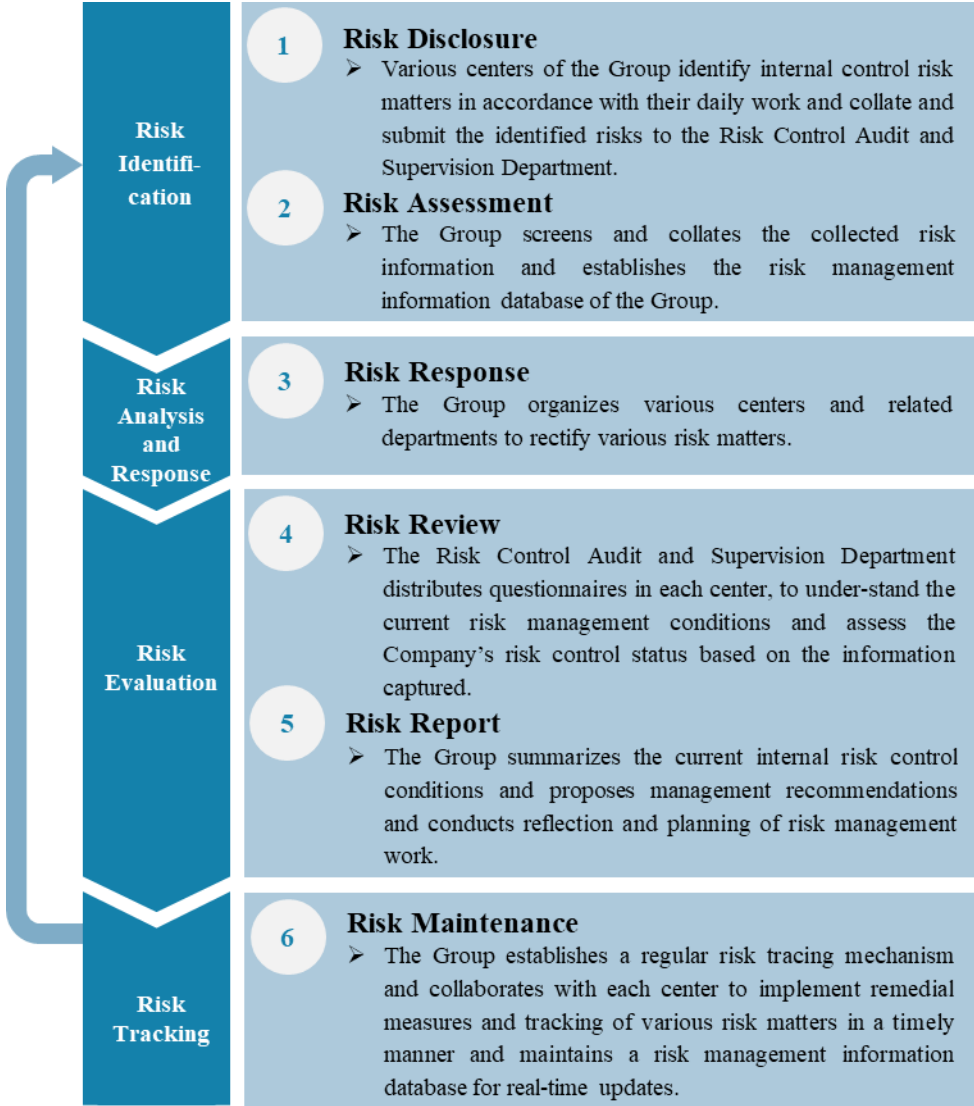 Risk
Identifi-
cation
1
Risk Disclosure
➢ Various centers of the Group identify internal control risk
matters in accordance with their daily work and collate and
submit the identified risks to the Risk Control Audit and
Supervision Department.
2
Risk Assessment
➢ The Group screens and collates the collected risk
information and establishes the risk management
information database of the Group.
Risk
Analysis
and
Response
3
Risk Response
➢ The Group organizes various centers and related
departments to rectify various risk matters.
Risk
Evaluation
4
Risk Review
➢ The Risk Control Audit and Supervision Department
distributes questionnaires in each center, to under-stand the
current risk management conditions and assess the
Company’s risk control status based on the information
captured.
5
Risk Report
➢ The Group summarizes the current internal risk control
conditions and proposes management recommendations
and conducts reflection and planning of risk management
work.
Risk
Tracking
6
Risk Maintenance
➢ The Group establishes a regular risk tracing mechanism
and collaborates with each center to implement remedial
measures and tracking of various risk matters in a timely
manner and maintains a risk management information
database for real-time updates.